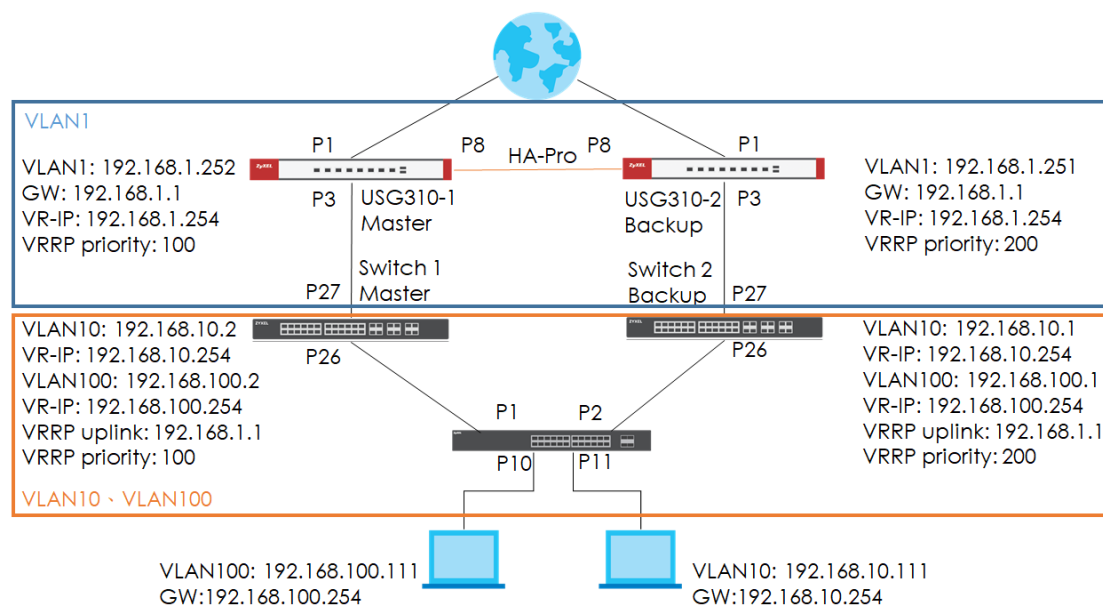 VLAN1
P1
P8
HA-Pro
P8
P1
VLAN1: 192.168.1.252
GW: 192.168.1.1
VR-IP: 192.168.1.254
VRRP priority: 100
ZyXEL
ZyXEL
P3
USG310-1
Master
USG310-2
Backup
P3
VLAN1: 192.168.1.251
GW: 192.168.1.1
VR-IP: 192.168.1.254
VRRP priority: 200
Switch 1
Master
P27
Switch 2
Backup
P27
VLAN10: 192.168.10.2
VR-IP: 192.168.10.254
VLAN100: 192.168.100.2
VR-IP: 192.168.100.254
VRRP uplink: 192.168.1.1
VRRP priority: 100
ZYXEL
P26
ZYXEL
P26
VLAN10: 192.168.10.1
VR-IP: 192.168.10.254
VLAN100: 192.168.100.1
VR-IP: 192.168.100.254
VRRP uplink: 192.168.1.1
VRRP priority: 200
P1
P2
P10
P11
VLAN10、VLAN100
VLAN100: 192.168.100.111
GW:192.168.100.254
VLAN10: 192.168.10.111
GW:192.168.10.254